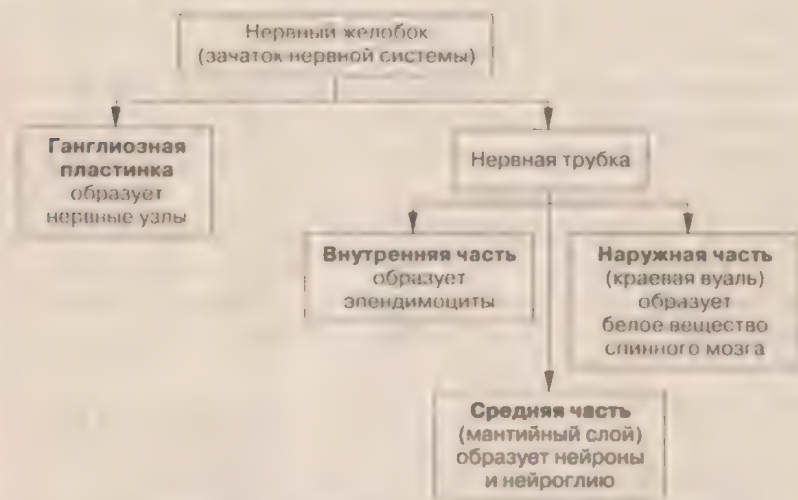 Нервный желобок
(зачаток нервной системы)
Ганглиозная
пластинка
образует
нервные узлы
Нервная трубка
Внутренняя часть
образует
эпендимоциты
Наружная часть
(краевая вуаль)
образует
белое вещество
спинного мозга
Средняя часть
(мантийный слой)
образует нейроны
и нейроглию